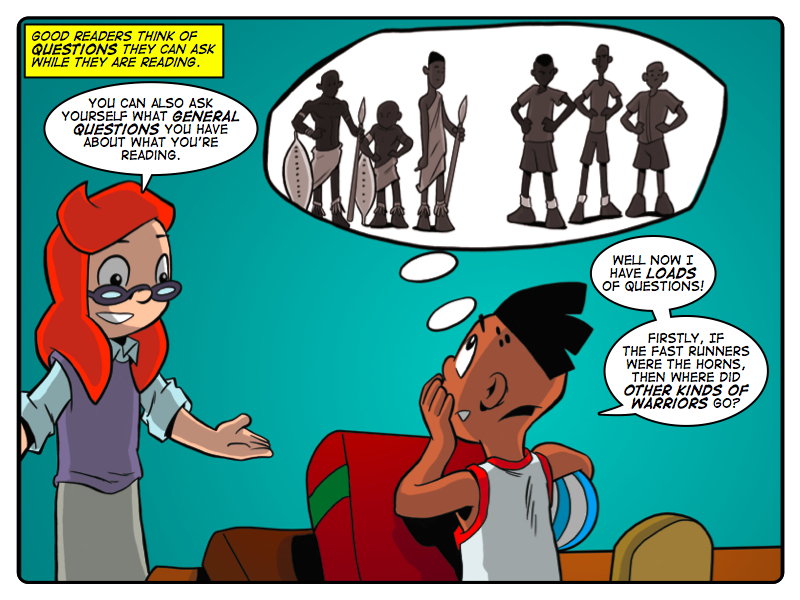 GOOD READERS THINK OF
QUESTIONS THEY CAN ASK
WHILE THEY ARE READING.
YOU CAN ALSO ASK
YOURSELF WHAT GENERAL
QUESTIONS YOU HAVE
ABOUT WHAT YOU'RE
READING.
WELL NOW I
HAVE LOADS
OF QUESTIONS!
FIRSTLY, IF
THE FAST RUNNERS
WERE THE HORNS,
THEN WHERE DID
OTHER KINDS OF
WARRIORS GO?